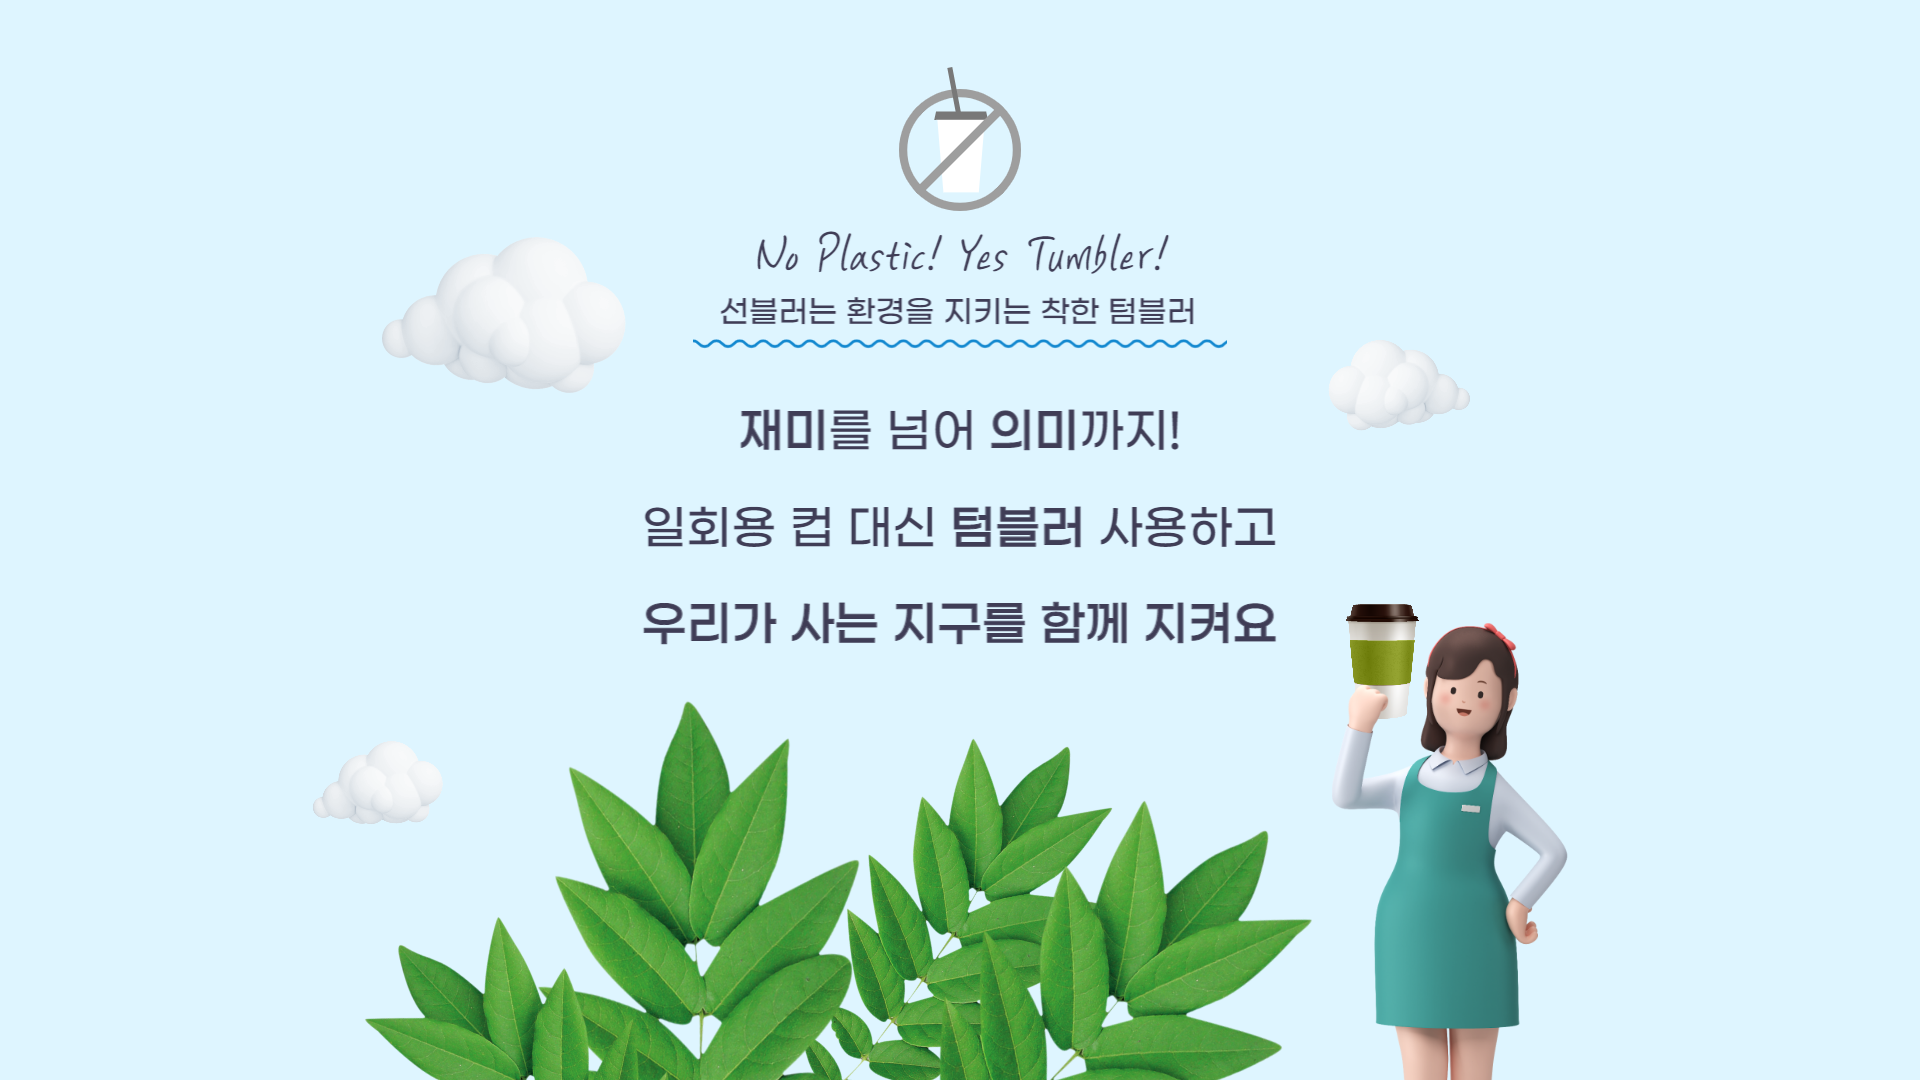 No Plastic! Yes Tumbler!
선블러는 환경을 지키는 착한 텀블러
재미를 넘어 의미까지!
일회용 컵 대신 텀블러 사용하고
우리가 사는 지구를 함께 지켜요